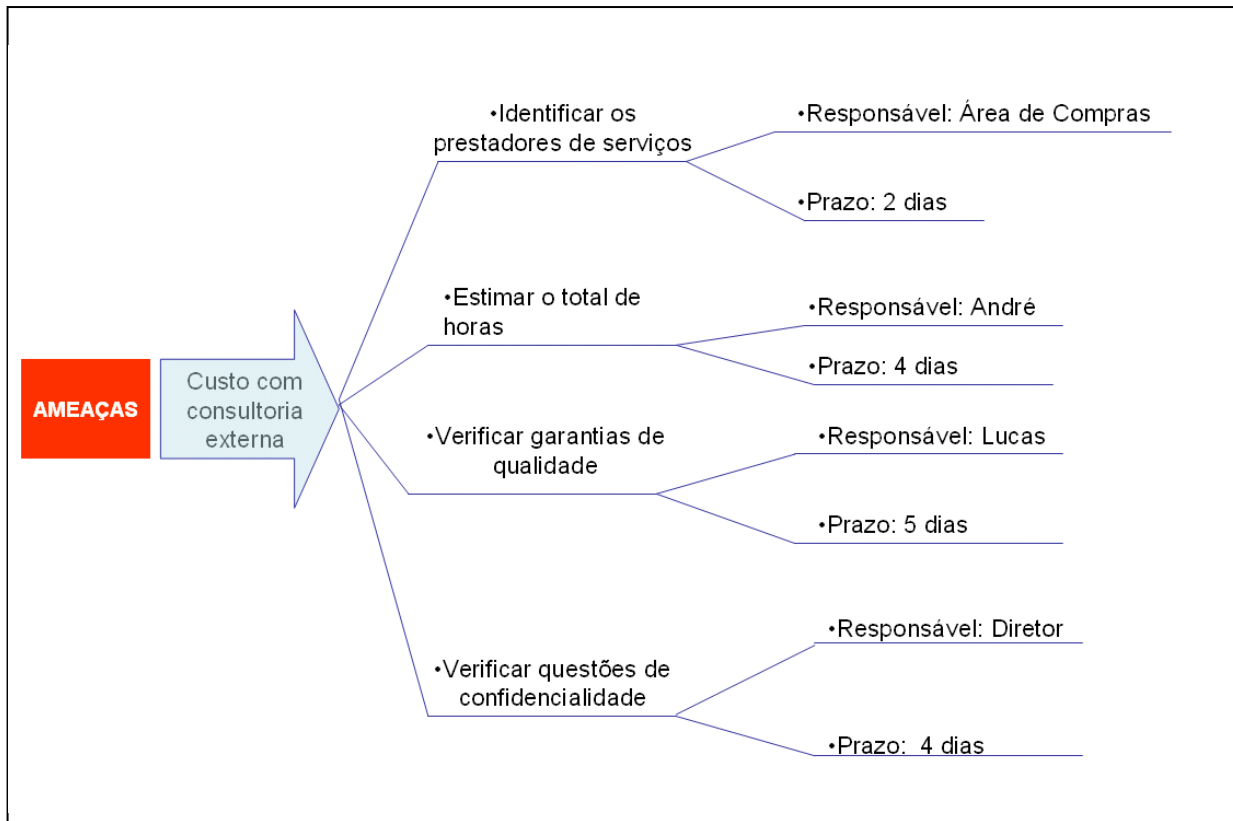 AMEAÇAS
Custo com
consultoria
externa
•Identificar os
prestadores de serviços
•Responsável: Área de Compras
•Prazo: 2 dias
•Estimar o total de
horas
•Responsável: André
•Prazo: 4 dias
•Verificar garantias de
qualidade
•Responsável: Lucas
•Prazo: 5 dias
•Verificar questões de
confidencialidade
•Responsável: Diretor
•Prazo:  4 dias